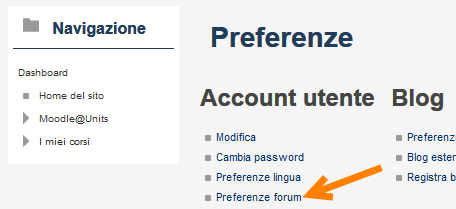 Navigazione
Dashboard
Home del sito
Moodle@Units
I miei corsi
Preferenze
Account utente
Modifica
Cambia password
Preferenze lingua
Preferenze forum
Blog
Preferenz
Blog ester
Registra b